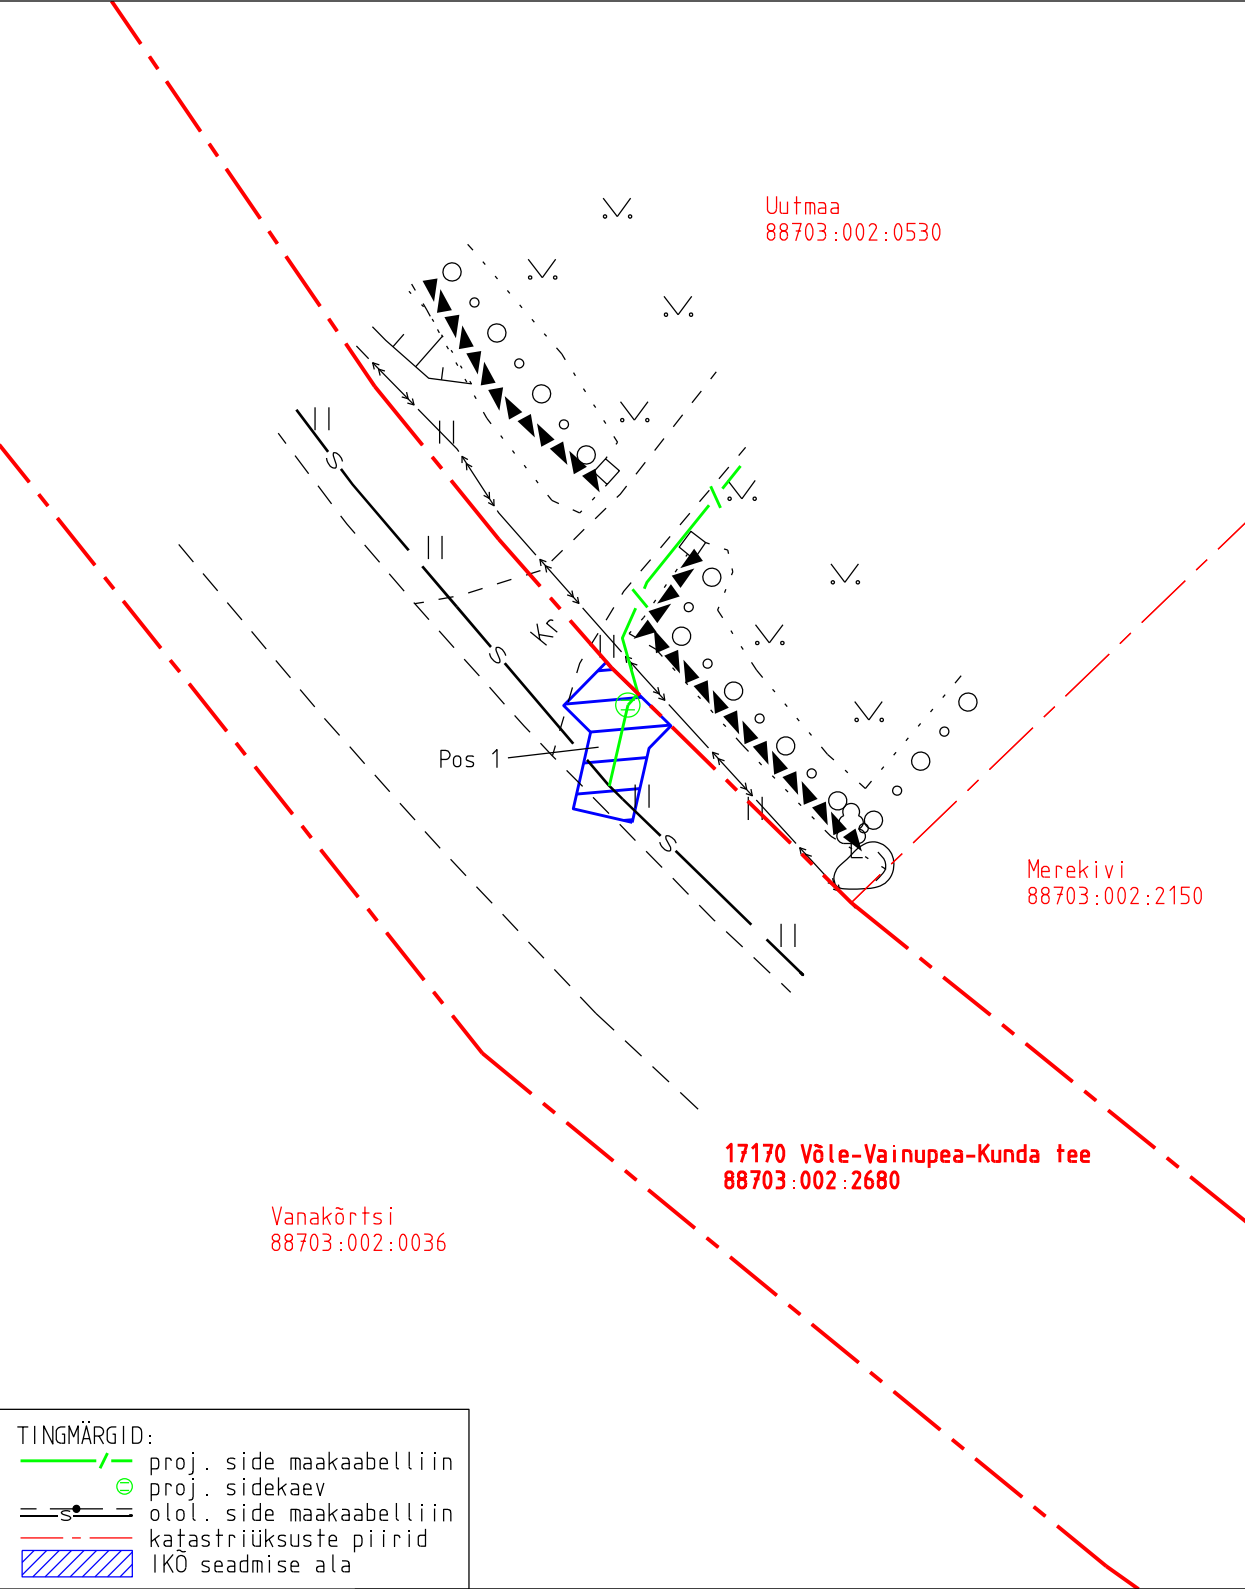 Uutmaa
88703:002:0530
S
Kr
S
Pos 1
S
Merekivi
88703:002:2150
17170 Võle-Vainupea-Kunda tee
88703:002:2680
Vanakõrtsi
88703:002:0036
TINGMÄRGID:
proj. side maakaabelliin
proj. sidekaev
S
olol. side maakaabelliin
katastriüksuste piirid
IKÕ seadmise ala